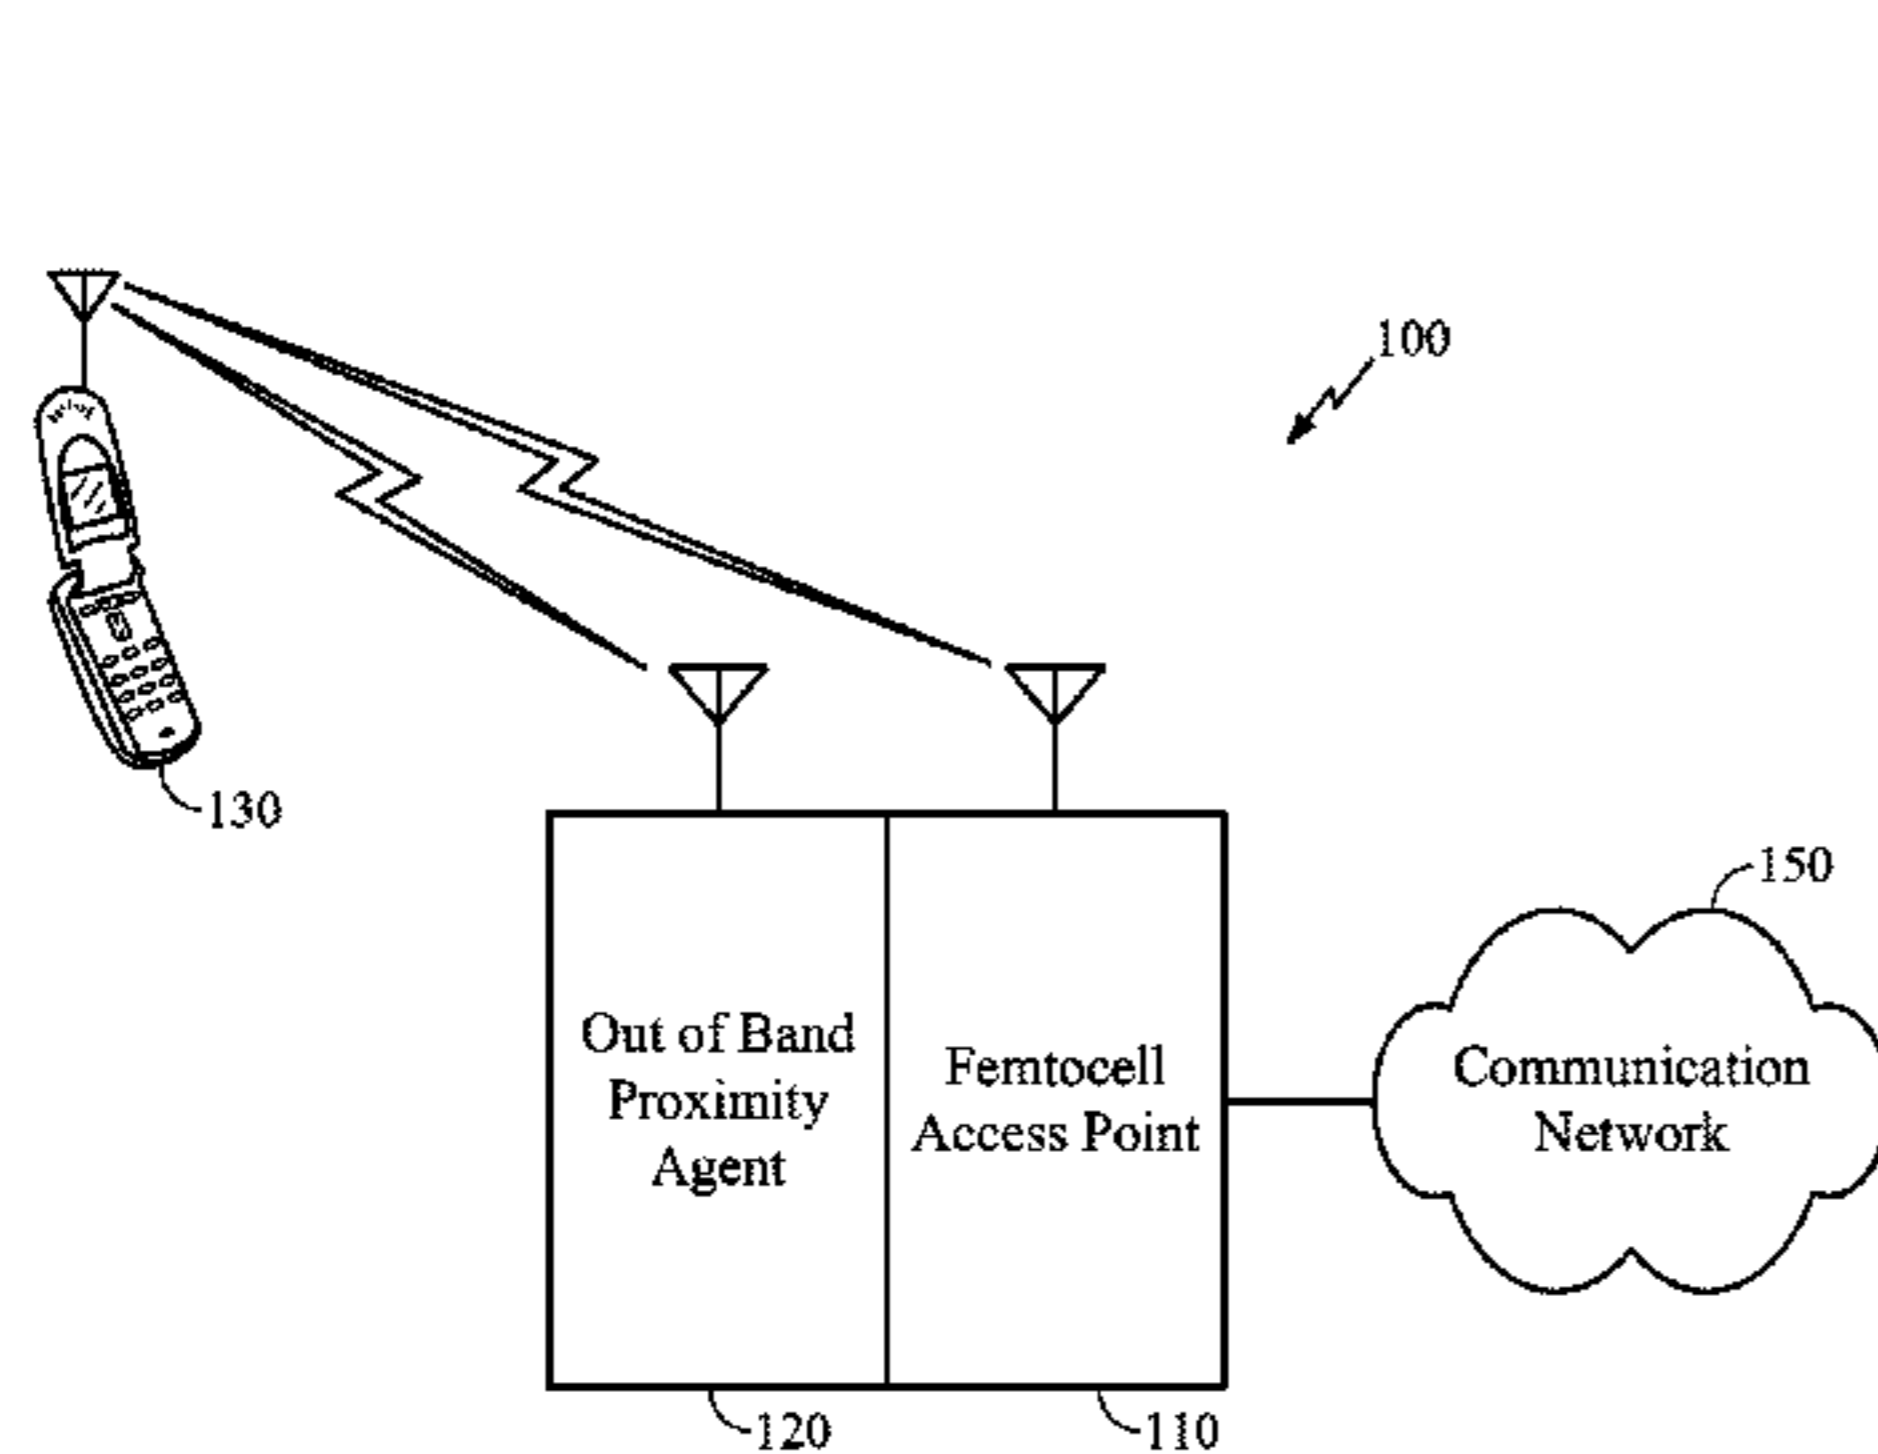 100
130
150
Out of Band
Proximity
Agent
Femtocell
Access Point
Communication
Network
120
110